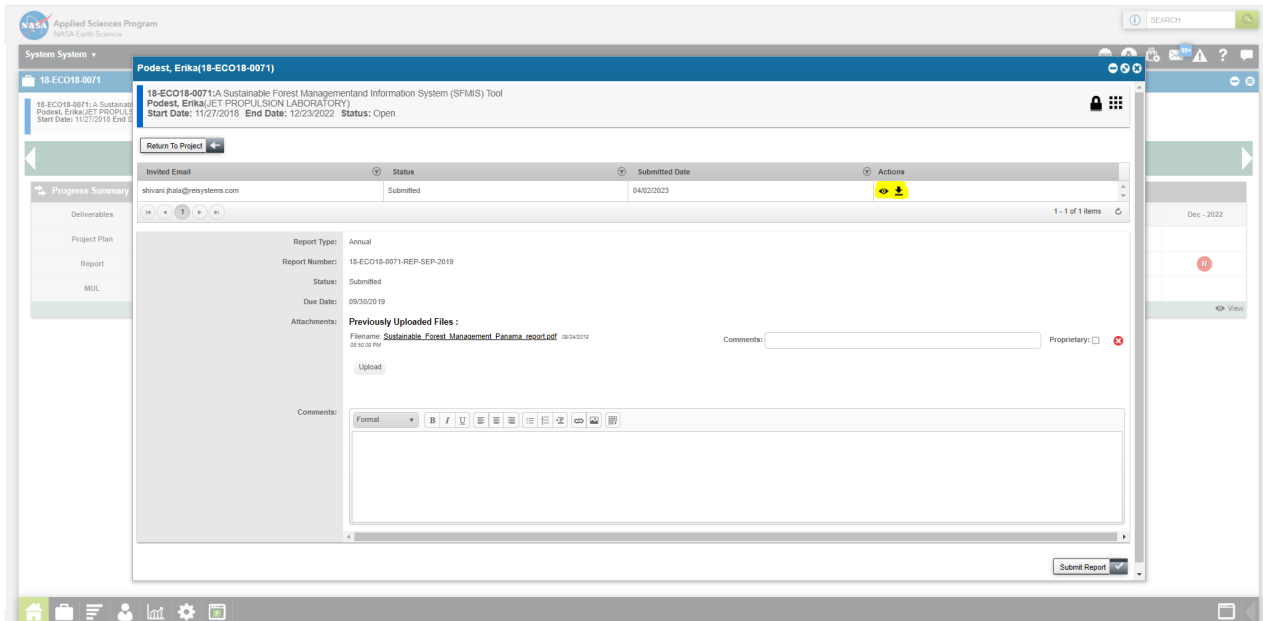 NASA Applied Sciences Program
NASA Earth Science
SEARCH
System System
99+
?
18-ECO18-0071
18-ECO18-0071: A Sustainab
Podest, Erika(JET PROPULS
Start Date: 11/27/2018 End D
Progress Summary
Deliverables
Project Plan
Report
MUL
Podest, Erika(18-ECO18-0071)
18-ECO18-0071:A Sustainable Forest Managementand Information System (SFMIS) Tool
Podest, Erika(JET PROPULSION LABORATORY)
Start Date: 11/27/2018 End Date: 12/23/2022 Status: Open
Return To Project
Invited Email Status Submitted Date Actions
shivani.jhala@reisystems.com Submitted 04/02/2023
1 1 - 1 of 1 items
Report Type: Annual
Report Number: 18-ECO18-0071-REP-SEP-2019
Status: Submitted
Due Date: 09/30/2019
Attachments: Previously Uploaded Files :
Filename: Sustainable_Forest_Management_Panama_report.pdf 09/24/2019 Comments: Proprietary:
Upload
Comments:
Format B I U
Submit Report
Dec - 2022
R
View